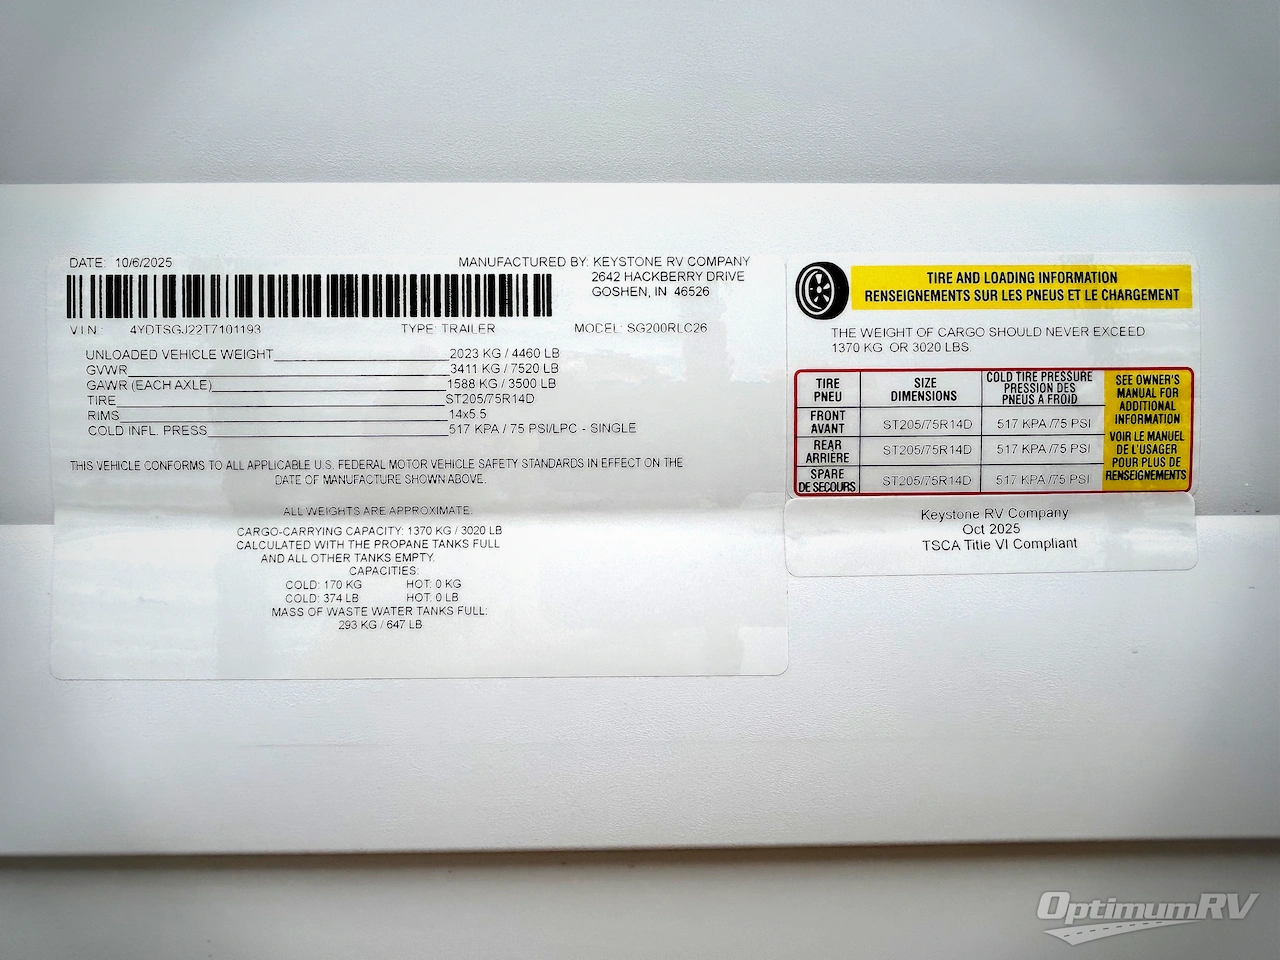 DATE: 10/6/2025
MANUFACTURED BY: KEYSTONE RV COMPANY
2642 HACKBERRY DRIVE
GOSHEN, IN 46526
V.I.N.: 4YDTSGJ22T7101193 TYPE: TRAILER MODEL: SG200RLC26
UNLOADED VEHICLE WEIGHT 2023 KG / 4460 LB
GVWR 3411 KG / 7520 LB
GAWR (EACH AXLE) 1588 KG / 3500 LB
TIRE ST205/75R14D
RIMS 14x5.5
COLD INFL. PRESS 517 KPA / 75 PSI/LPC - SINGLE
THIS VEHICLE CONFORMS TO ALL APPLICABLE U.S. FEDERAL MOTOR VEHICLE SAFETY STANDARDS IN EFFECT ON THE
DATE OF MANUFACTURE SHOWN ABOVE.
ALL WEIGHTS ARE APPROXIMATE.
CARGO-CARRYING CAPACITY: 1370 KG / 3020 LB
CALCULATED WITH THE PROPANE TANKS FULL
AND ALL OTHER TANKS EMPTY.
CAPACITIES:
COLD: 170 KG HOT: 0 KG
COLD: 374 LB HOT: 0 LB
MASS OF WASTE WATER TANKS FULL:
293 KG / 647 LB
TIRE AND LOADING INFORMATION
RENSEIGNEMENTS SUR LES PNEUS ET LE CHARGEMENT
THE WEIGHT OF CARGO SHOULD NEVER EXCEED
1370 KG OR 3020 LBS.
TIRE
PNEU
SIZE
DIMENSIONS
COLD TIRE PRESSURE
PRESSION DES
PNEUS A FROID
FRONT
AVANT
ST205/75R14D 517 KPA /75 PSI
REAR
ARRIERE
ST205/75R14D 517 KPA /75 PSI
SPARE
DE SECOURS
ST205/75R14D 517 KPA /75 PSI
SEE OWNER'S
MANUAL FOR
ADDITIONAL
INFORMATION
VOIR LE MANUEL
DE L'USAGER
POUR PLUS DE
RENSEIGNEMENTS
Keystone RV Company
Oct 2025
TSCA Title VI Compliant
OptimumRV